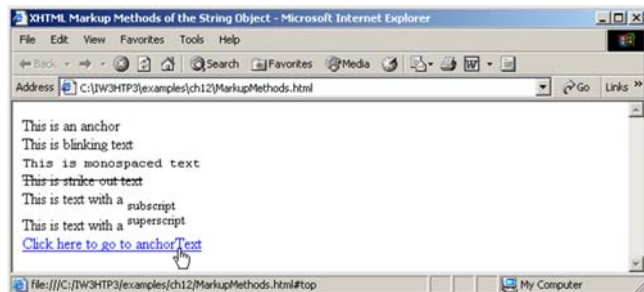 XHTML Markup Methods of the String Object - Microsoft Internet Explorer
File Edit View Favorites Tools Help
Back Search Favorites Media
Address C:\IW3HTP3\examples\ch12\MarkupMethods.html Go Links »
This is an anchor
This is blinking text
This is monospaced text
This is strike out text
This is text with a subscript
This is text with a superscript
Click here to go to anchorText
file:///C:/IW3HTP3/examples/ch12/MarkupMethods.html#top My Computer